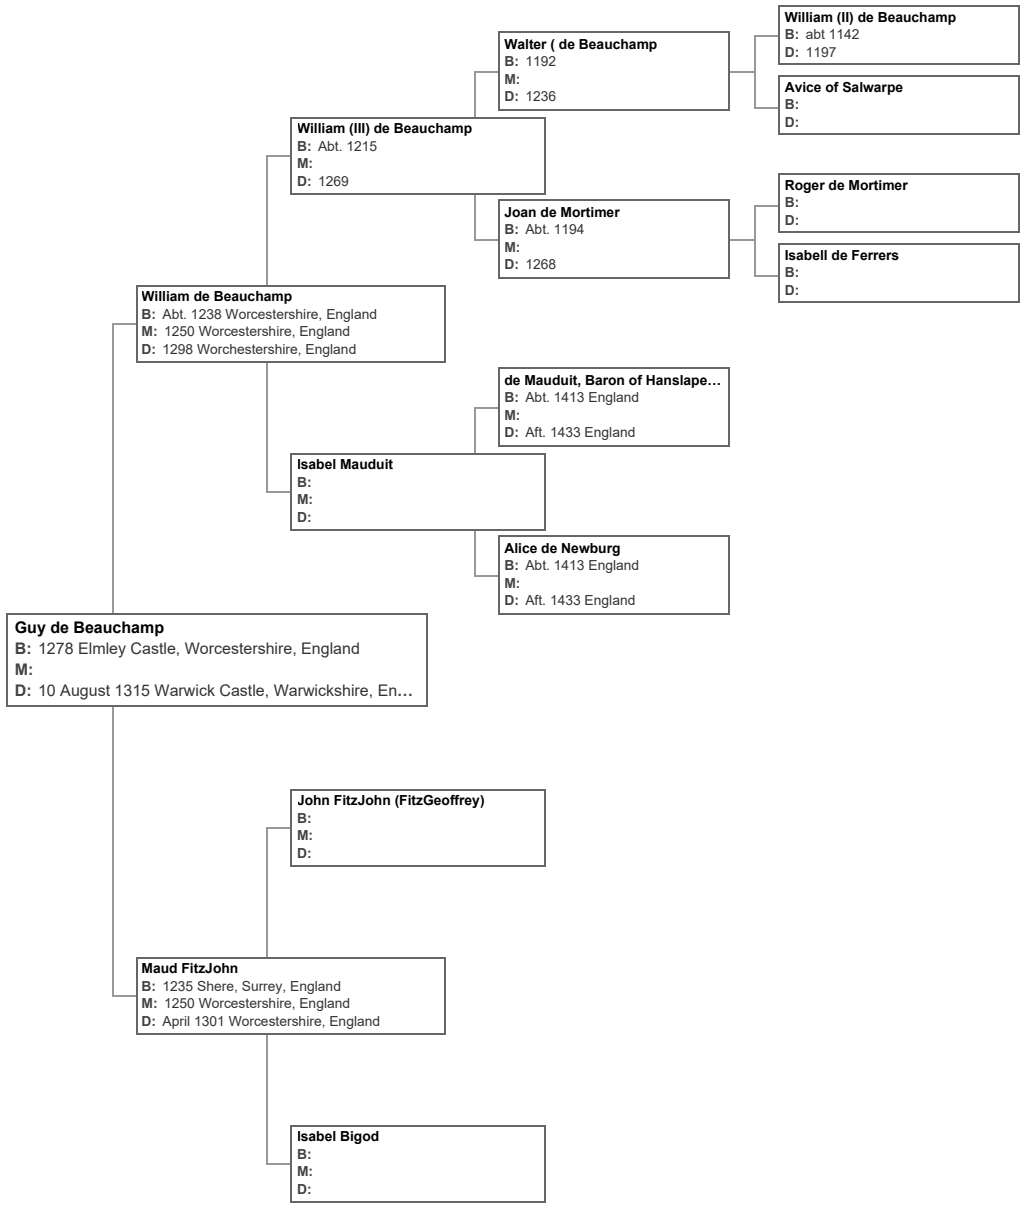 William (II) de Beauchamp
B: abt 1142
D: 1197
Walter ( de Beauchamp
B: 1192
M:
D: 1236
Avice of Salwarpe
B:
D:
William (III) de Beauchamp
B: Abt. 1215
M:
D: 1269
Roger de Mortimer
B:
D:
Joan de Mortimer
B: Abt. 1194
M:
D: 1268
Isabell de Ferrers
B:
D:
William de Beauchamp
B: Abt. 1238 Worcestershire, England
M: 1250 Worcestershire, England
D: 1298 Worchestershire, England
de Mauduit, Baron of Hanslape…
B: Abt. 1413 England
M:
D: Aft. 1433 England
Isabel Mauduit
B:
M:
D:
Alice de Newburg
B: Abt. 1413 England
M:
D: Aft. 1433 England
Guy de Beauchamp
B: 1278 Elmley Castle, Worcestershire, England
M:
D: 10 August 1315 Warwick Castle, Warwickshire, En…
John FitzJohn (FitzGeoffrey)
B:
M:
D:
Maud FitzJohn
B: 1235 Shere, Surrey, England
M: 1250 Worcestershire, England
D: April 1301 Worcestershire, England
Isabel Bigod
B:
M:
D: